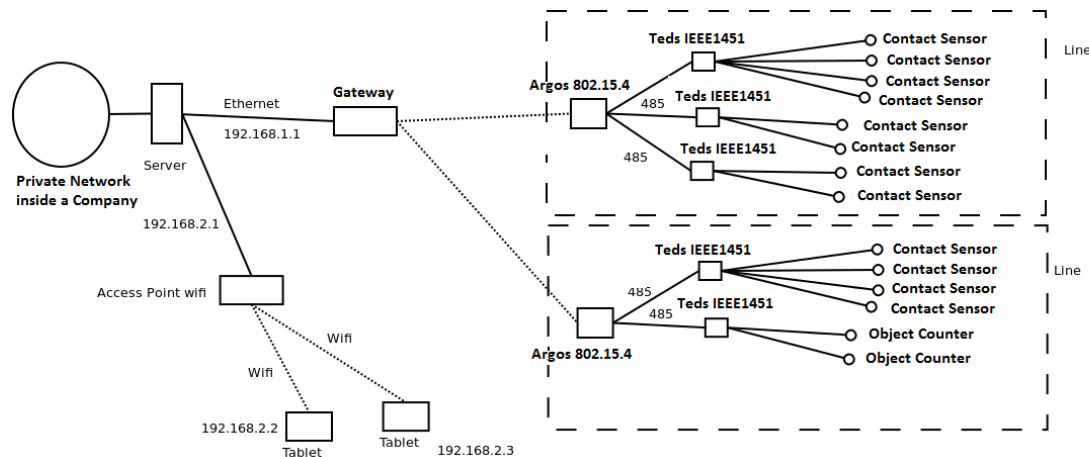 Teds IEEE1451
Contact Sensor
Contact Sensor
Contact Sensor
Contact Sensor
Line
Argos 802.15.4
485
Teds IEEE1451
Contact Sensor
Contact Sensor
485
Teds IEEE1451
Contact Sensor
Contact Sensor
Gateway
Ethernet
192.168.1.1
Server
Private Network
inside a Company
192.168.2.1
Access Point wifi
Wifi
Wifi
192.168.2.2
Tablet
Tablet
192.168.2.3
Teds IEEE1451
Contact Sensor
Contact Sensor
Contact Sensor
Contact Sensor
Line
485
Teds IEEE1451
485
Object Counter
Object Counter
Argos 802.15.4